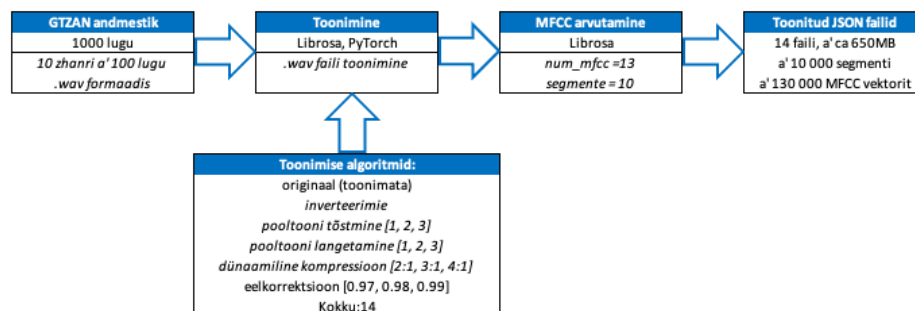 GTZAN andmestik
1000 lugu
10 zhanri a' 100 lugu
.wav formaadis
Toonimine
Librosa, PyTorch
.wav faili toonimine
MFCC arvutamine
Librosa
num_mfcc =13
segmente = 10
Toonitud JSON failid
14 faili, a' ca 650MB
a' 10 000 segmenti
a' 130 000 MFCC vektorit
Toonimise algoritmid:
originaal (toonimata)
inverteerimie
pooltooni tõstmine [1, 2, 3]
pooltooni langetamine [1, 2, 3]
dünaamiline kompressioon [2:1, 3:1, 4:1]
eelkorrektsioon [0.97, 0.98, 0.99]
Kokku:14